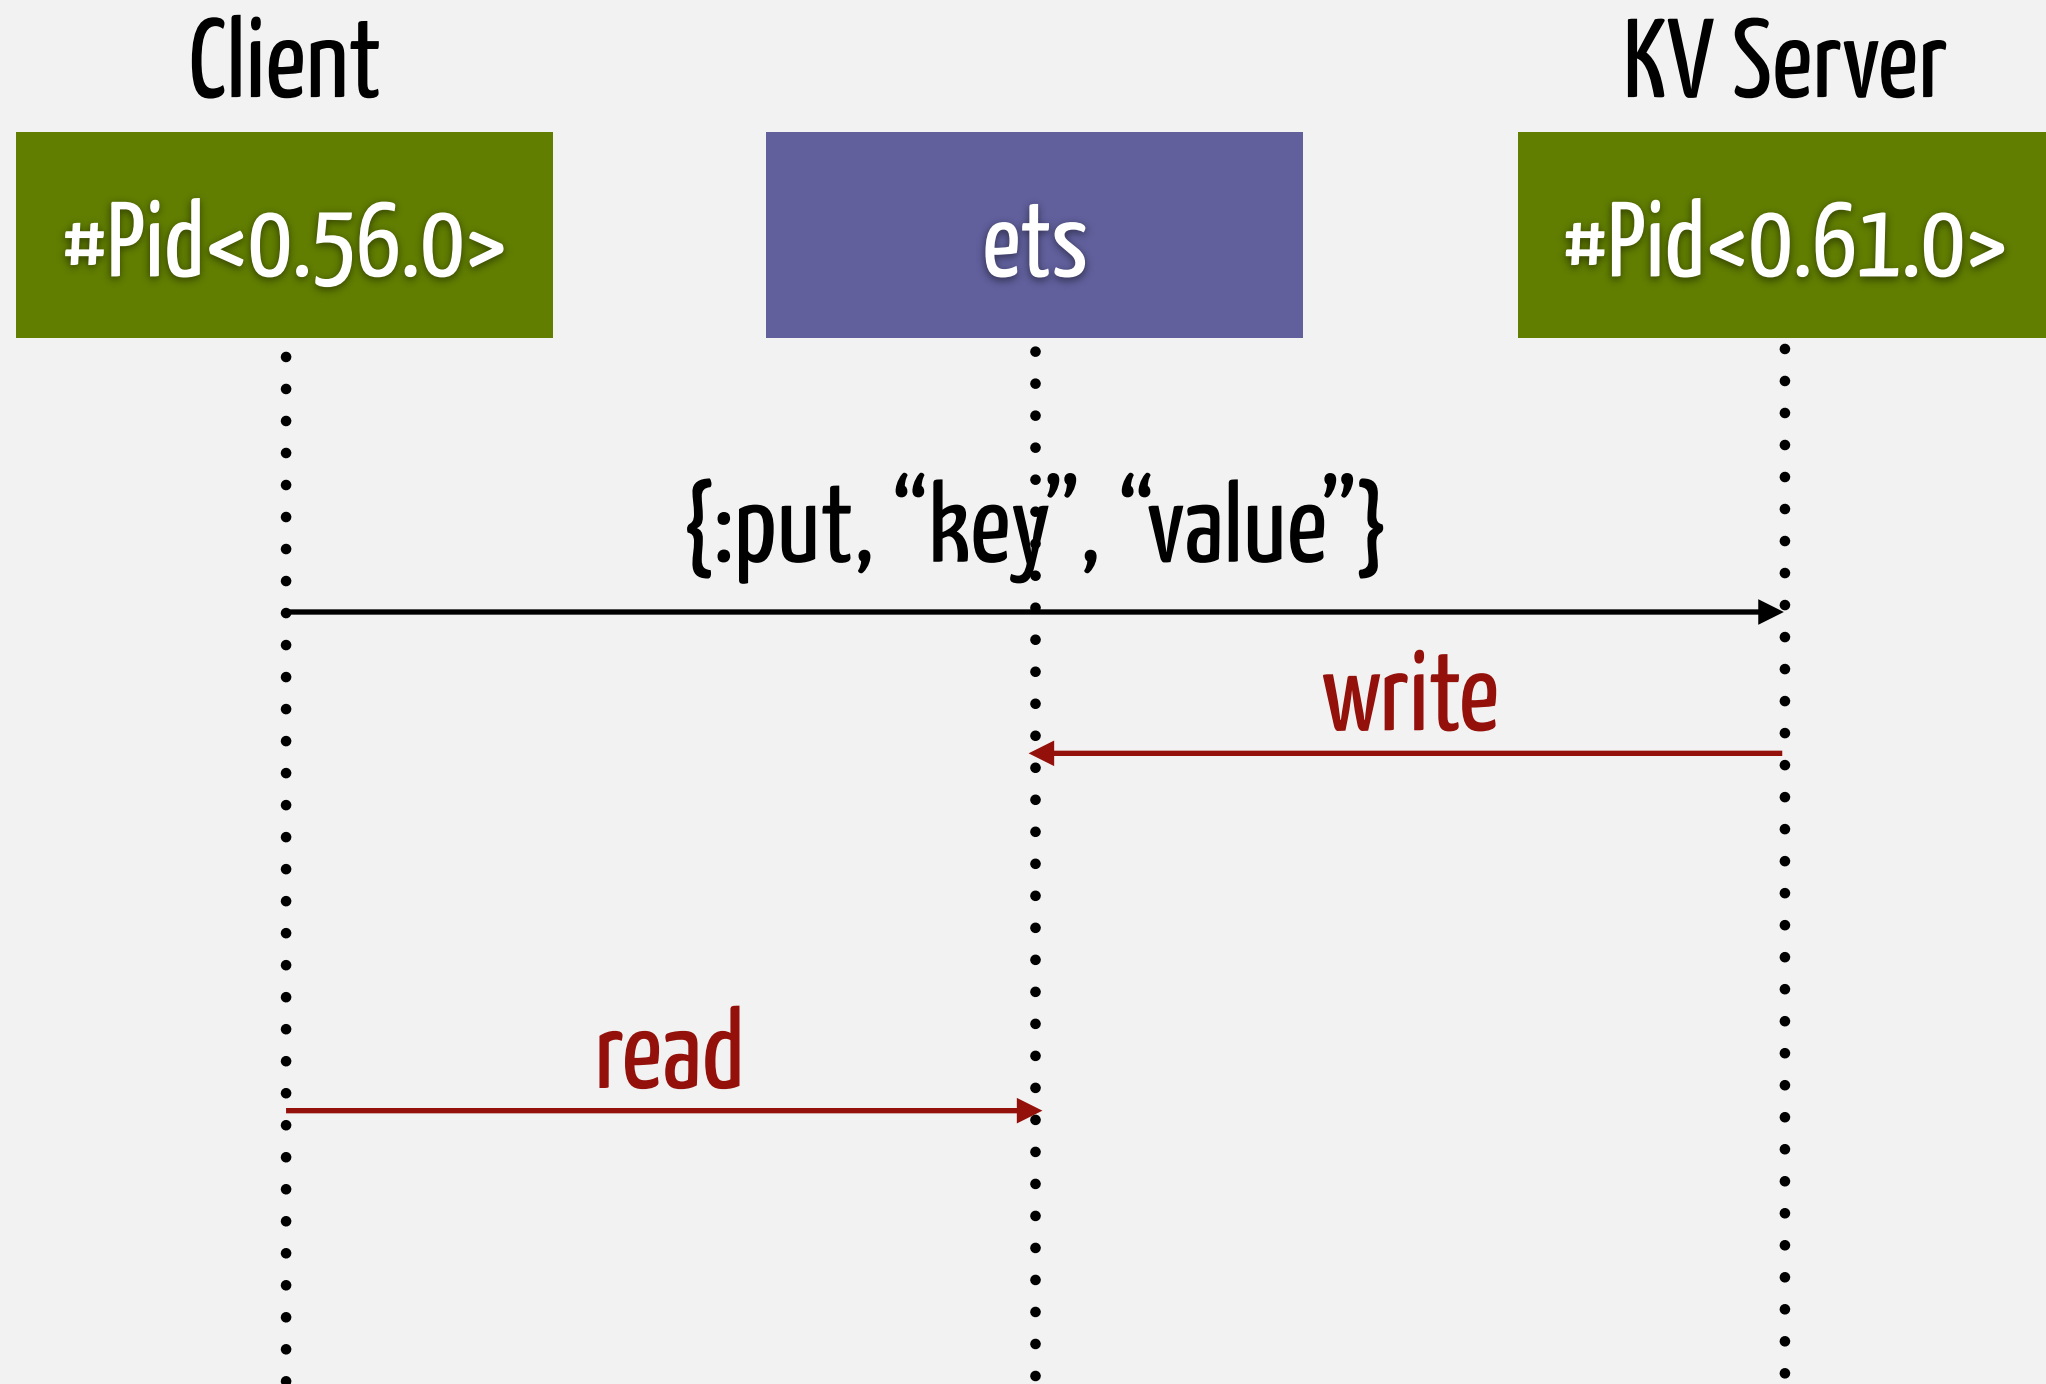 Client
KV Server
#Pid<0.56.0>
ets
#Pid<0.61.0>
{:put, “key”, “value”}
write
read